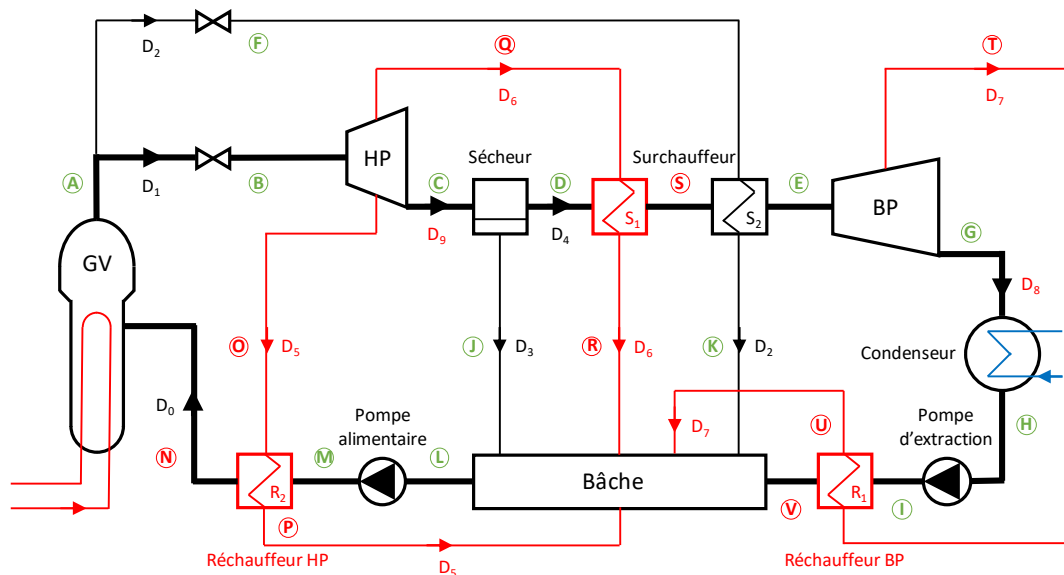 Q
T
D₂
F
D₆
D₇
HP
Sécheur
Surchauffeur
A
D₁
B
C
D
S
E
BP
D₉
D₄
S₁
S₂
G
GV
D₈
O
D₅
J
D₃
R
D₆
K
D₂
Condenseur
D₀
Pompe
alimentaire
D₇
U
Pompe
d'extraction
H
N
M
L
R₂
Bâche
V
R₁
I
P
Réchauffeur HP
D₅
Réchauffeur BP